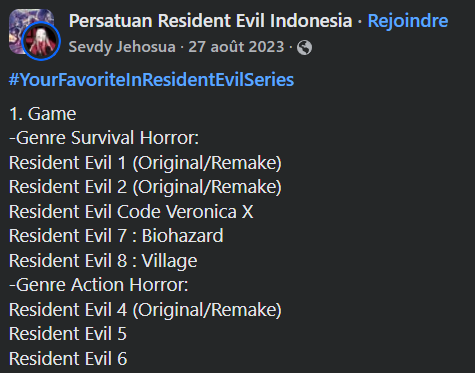 Persatuan Resident Evil Indonesia · Rejoindre
Sevdy Jehosua · 27 août 2023 ·
#YourFavoriteInResidentEvilSeries
1. Game
-Genre Survival Horror:
Resident Evil 1 (Original/Remake)
Resident Evil 2 (Original/Remake)
Resident Evil Code Veronica X
Resident Evil 7 : Biohazard
Resident Evil 8 : Village
-Genre Action Horror:
Resident Evil 4 (Original/Remake)
Resident Evil 5
Resident Evil 6